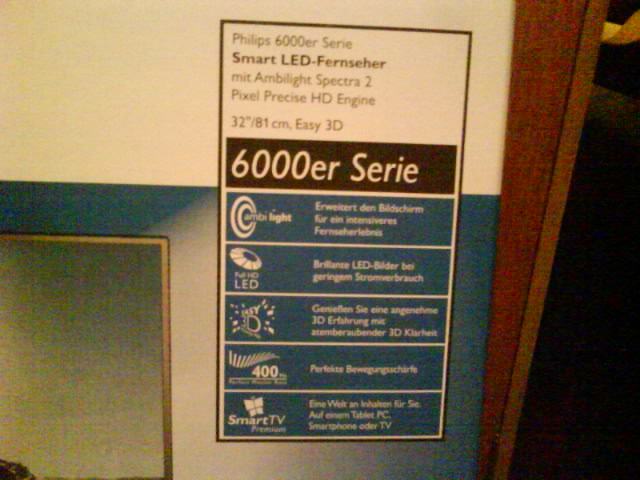 Philips 6000er Serie
Smart LED-Fernseher
mit Ambilight Spectra 2
Pixel Precise HD Engine
32"/81 cm, Easy 3D
6000er Serie
ambi light
Erweitert den Bildschirm
für ein intensiveres
Fernseherlebnis
Full HD
LED
Brillante LED-Bilder bei
geringem Stromverbrauch
EASY
3D
Genießen Sie eine angenehme
3D Erfahrung mit
atemberaubender 3D Klarheit
400Hz
Perfect Motion Rate
Perfekte Bewegungsschärfe
SmartTV
Premium
Eine Welt an Inhalten für Sie.
Auf einem Tablet PC,
Smartphone oder TV